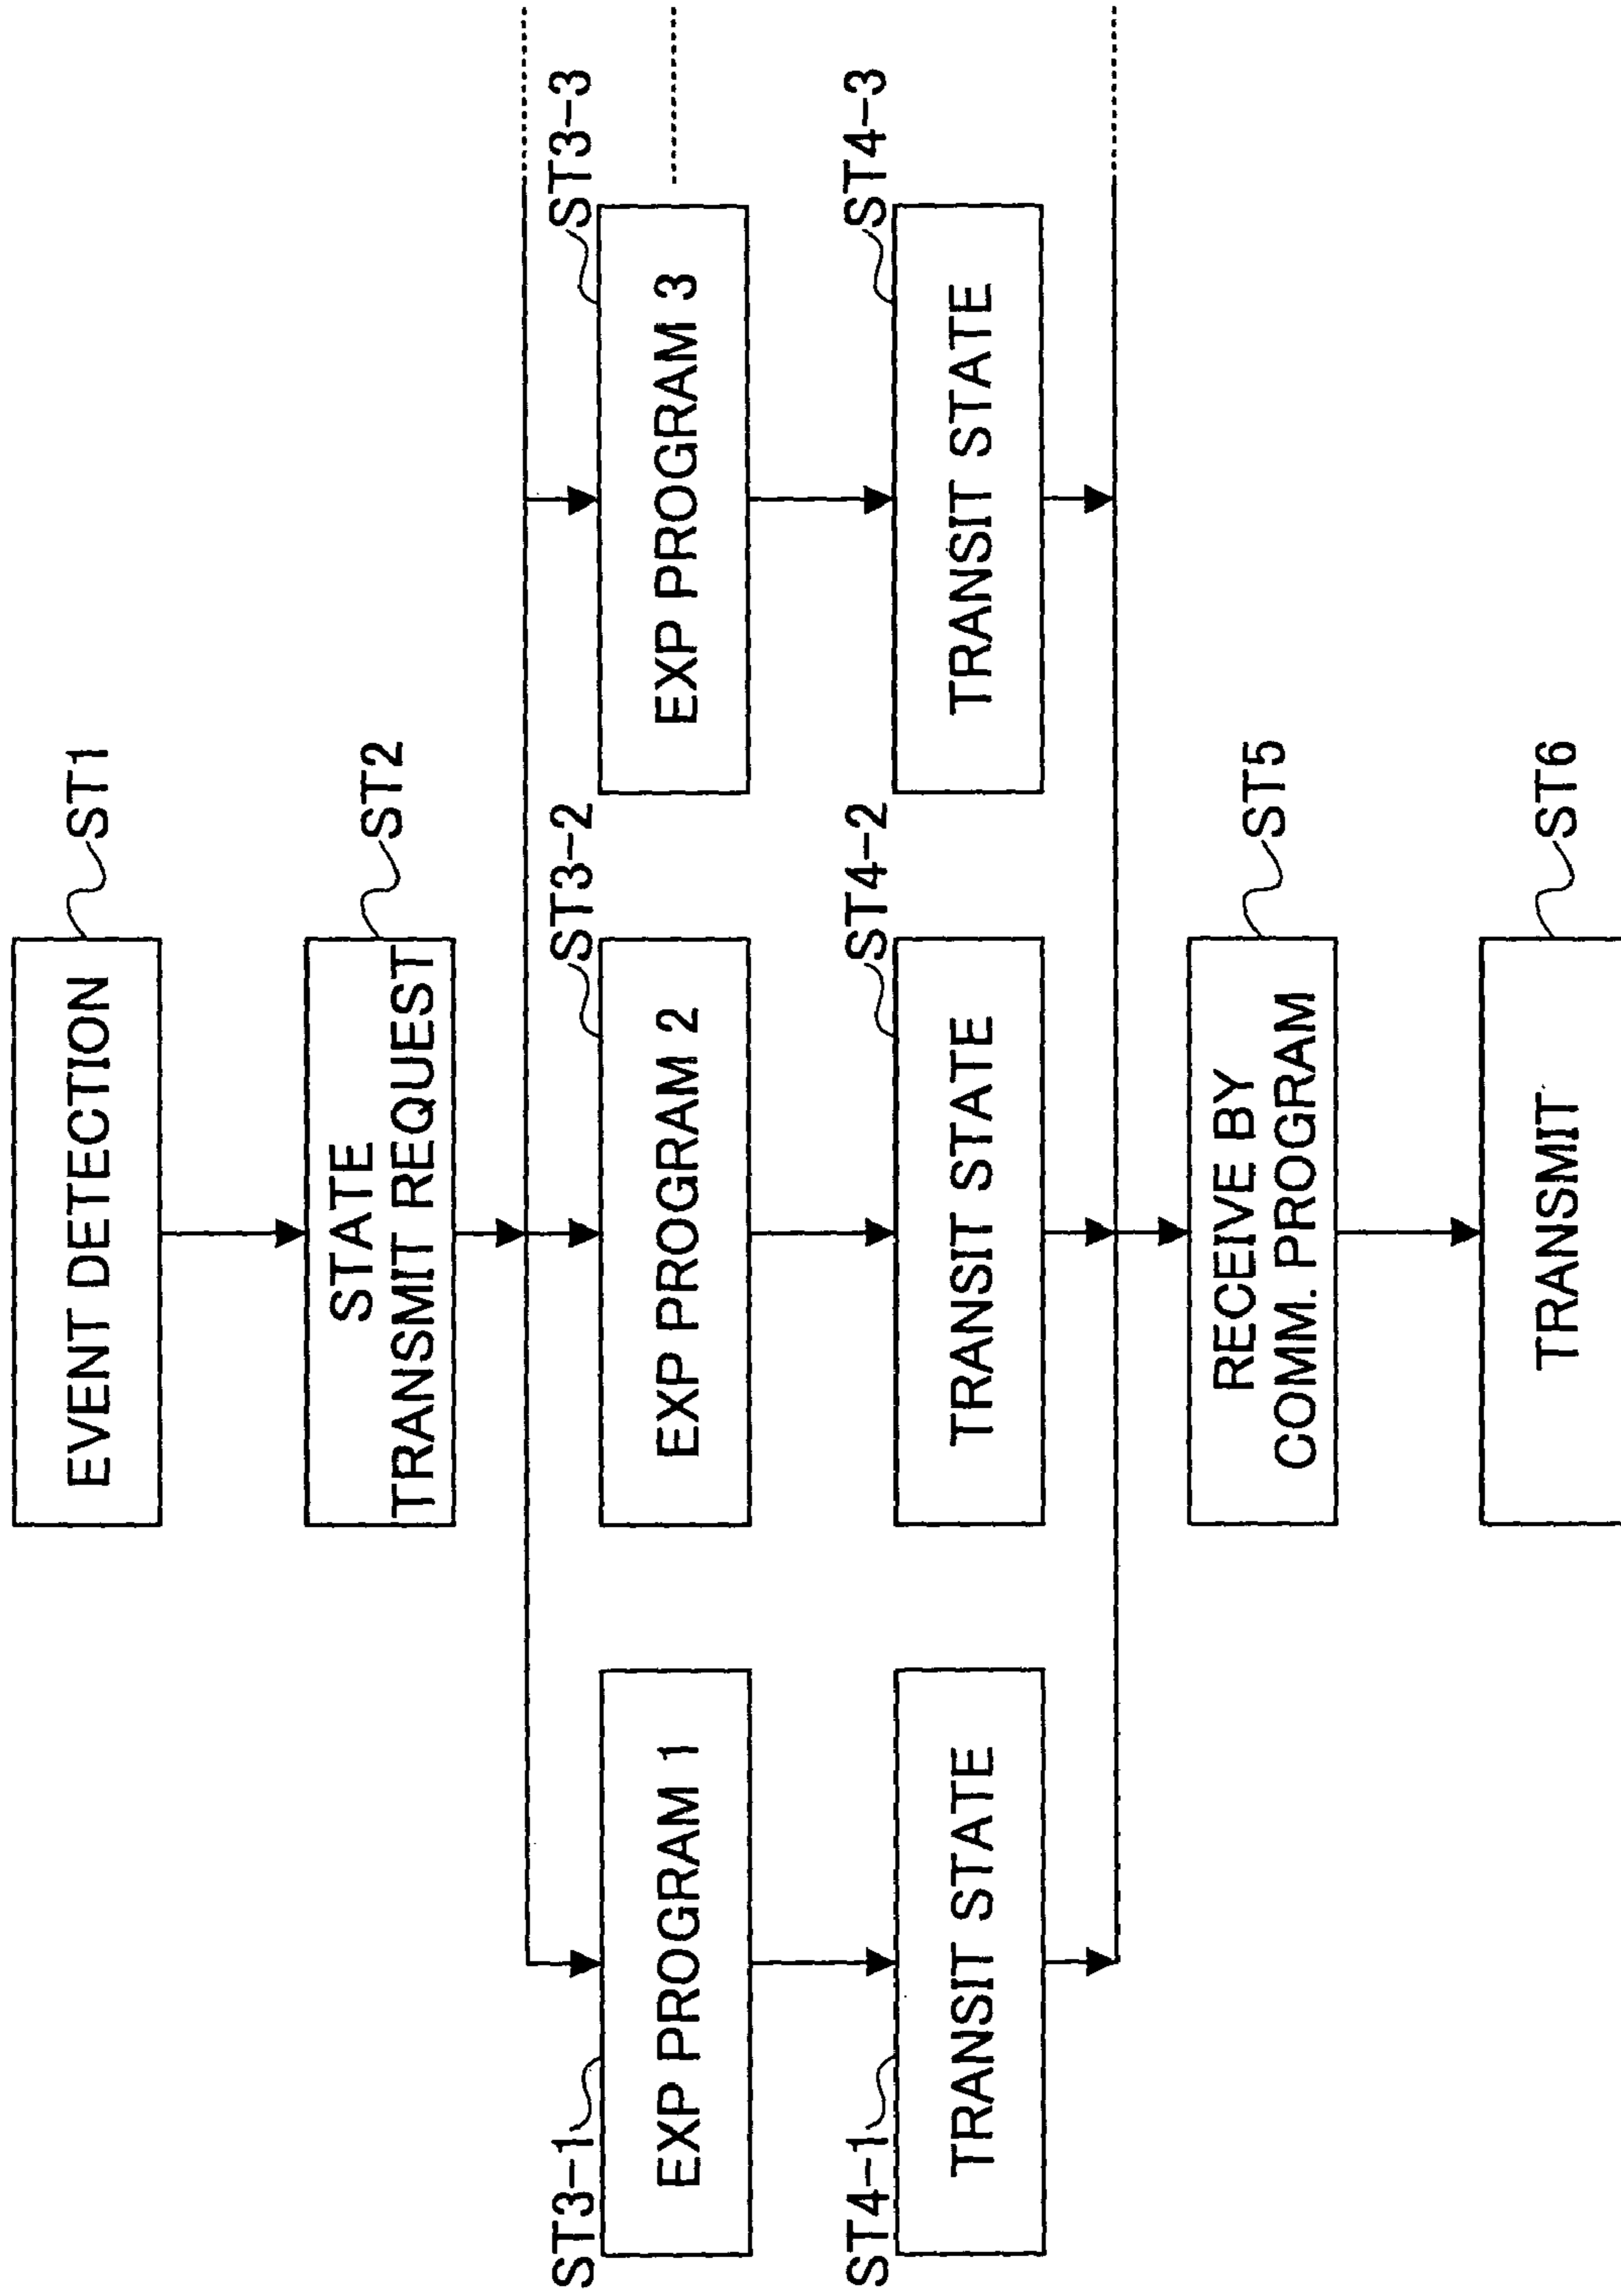 EVENT DETECTION
ST1
STATE
TRANSMIT REQUEST
ST2
ST3-1
EXP PROGRAM 1
ST3-2
EXP PROGRAM 2
ST3-3
EXP PROGRAM 3
ST4-1
TRANSIT STATE
ST4-2
TRANSIT STATE
ST4-3
TRANSIT STATE
RECEIVE BY
COMM. PROGRAM
ST5
TRANSMIT
ST6